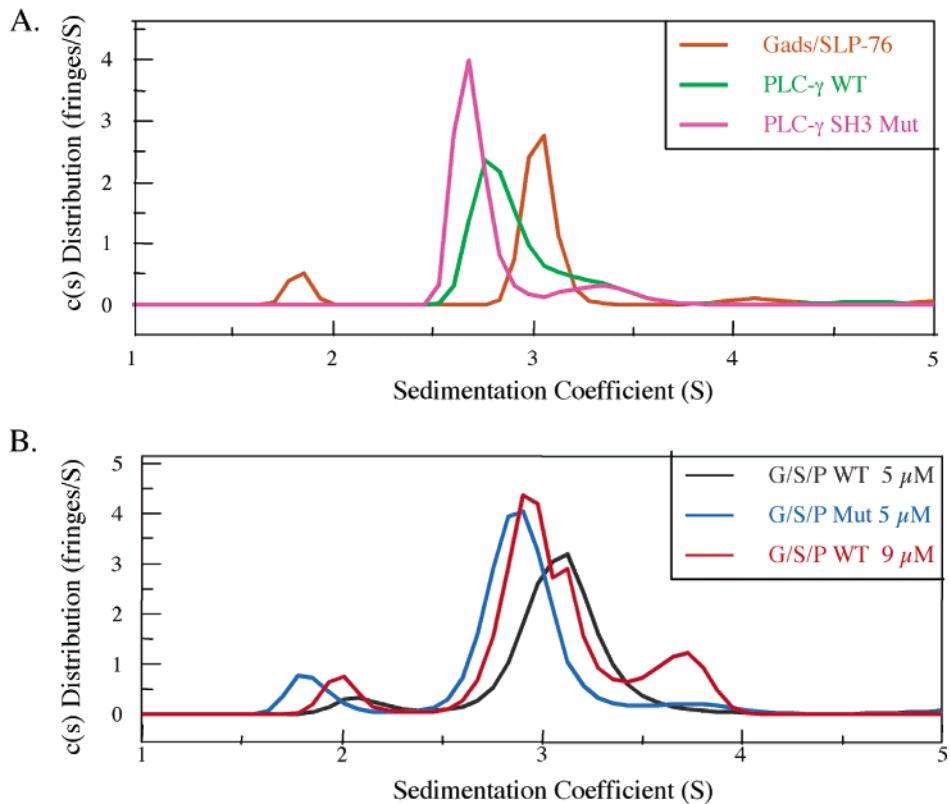 A.
c(s) Distribution (fringes/S)
4
3
2
1
0
Gads/SLP-76
PLC-γ WT
PLC-γ SH3 Mut
1 2 3 4 5
Sedimentation Coefficient (S)
B.
c(s) Distribution (fringes/S)
5
4
3
2
1
0
G/S/P WT 5 µM
G/S/P Mut 5 µM
G/S/P WT 9 µM
1 2 3 4 5
Sedimentation Coefficient (S)